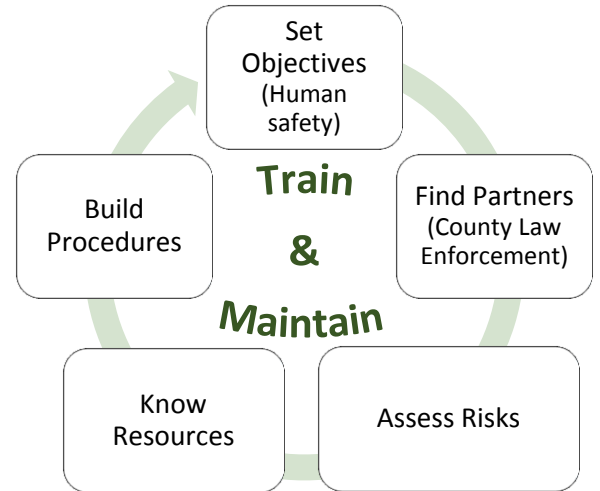 Set
Objectives
(Human
safety)
Train
&
Maintain
Find Partners
(County Law
Enforcement)
Assess Risks
Know
Resources
Build
Procedures